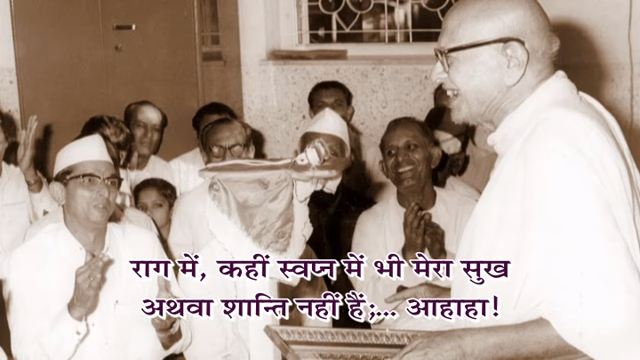 राग में, कहीं स्वप्न में भी मेरा सुख
अथवा शान्ति नहीं हैं;... आहाहा!